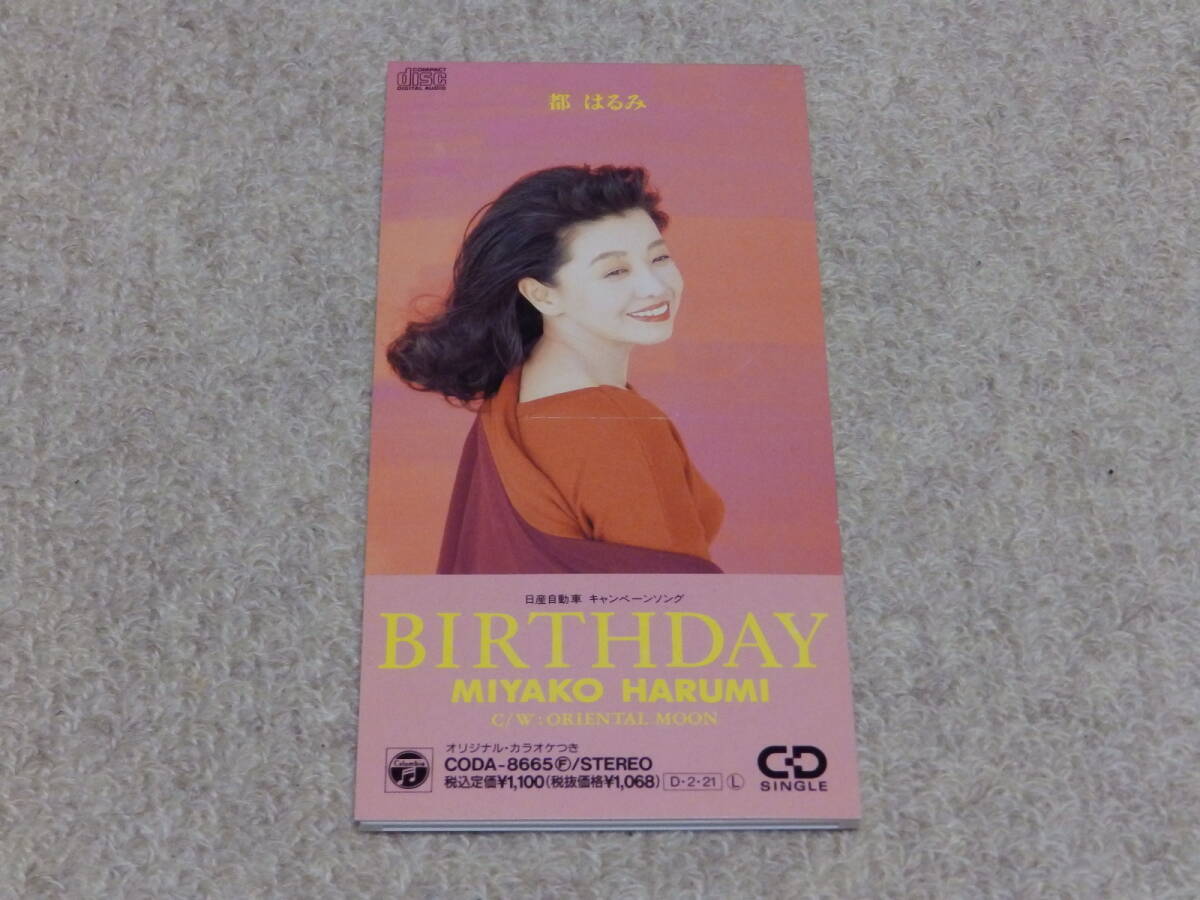 COMPACT
disc
DIGITAL AUDIO
都 はるみ
日産自動車 キャンペーンソング
BIRTHDAY
MIYAKO HARUMI
C/W:ORIENTAL MOON
オリジナル・カラオケつき
Columbia
CODA-8665Ⓕ/STEREO
税込定価¥1,100(税抜価格¥1,068) D・2・21 Ⓛ
CD
SINGLE